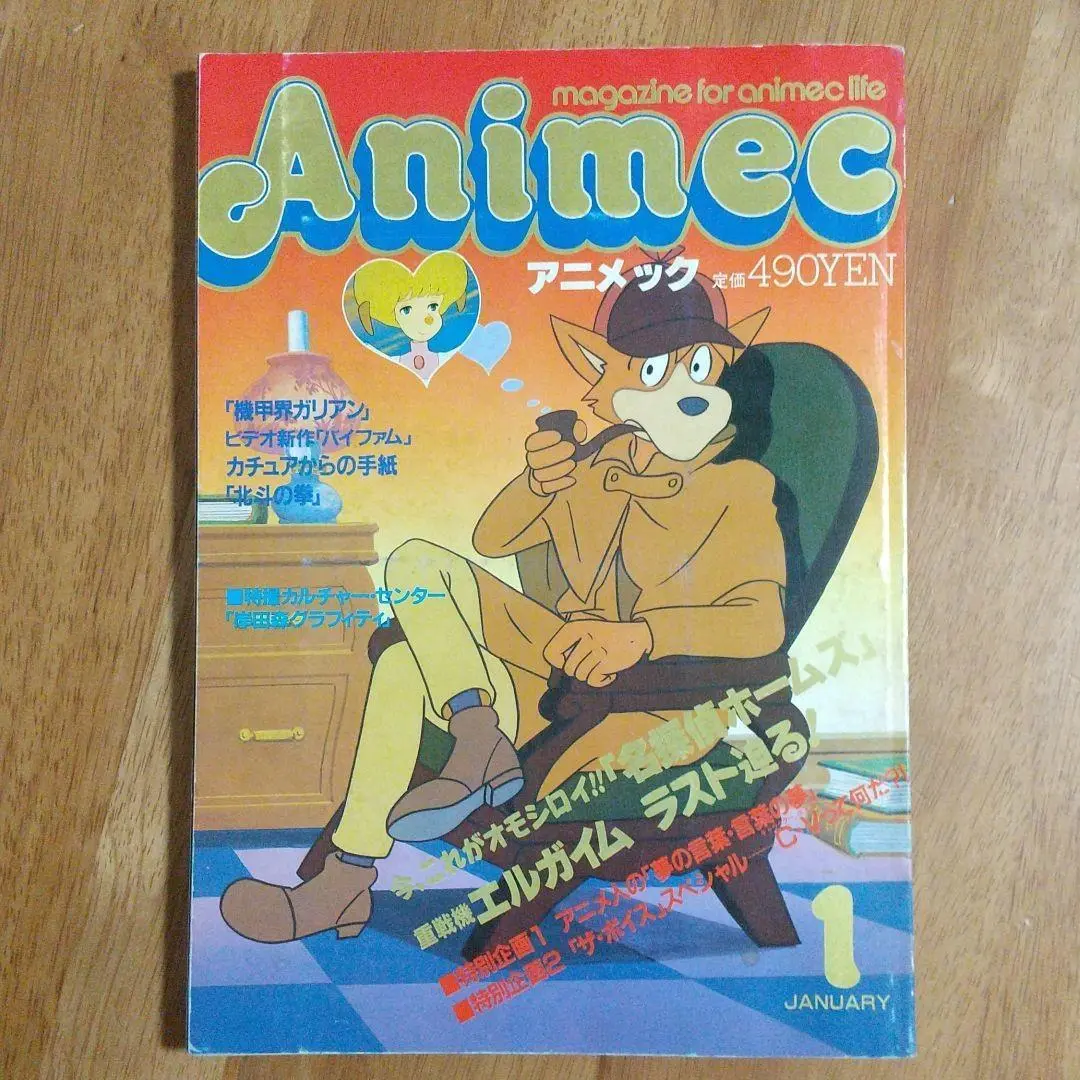 magazine for animec life
Animec
アニメック 定価490YEN
「機甲界ガリアン」
ビデオ新作「バイファム」
カチュアからの手紙
「北斗の拳」
■特撮カルチャー・センター
「岸田森グラフィティ」
今、これがオモシロイ!!「名探偵ホームズ」
重戦機エルガイム ラスト迫る!
■特別企画1 アニメ人の「夢の言葉・言葉の夢」
■特別企画2 「ザ・ボイス」スペシャル って何だ?!
1
JANUARY